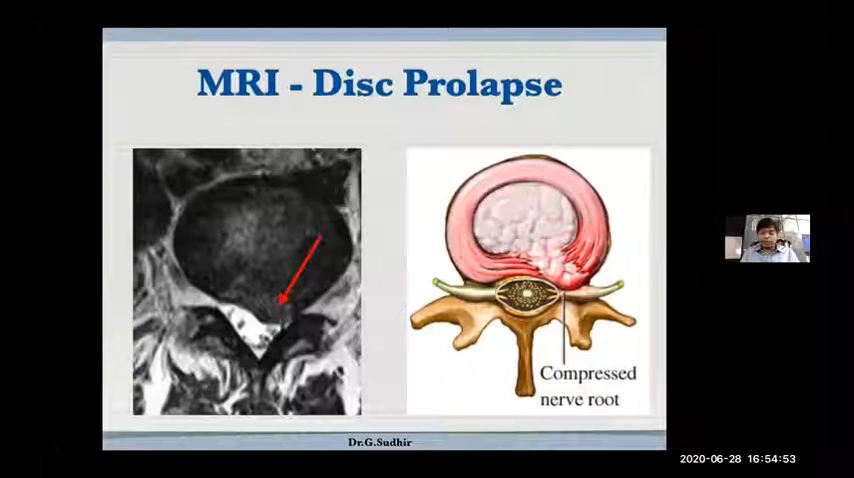 MRI - Disc Prolapse
Compressed
nerve root
Dr.G.Sudhir
2020-06-28 16:54:53